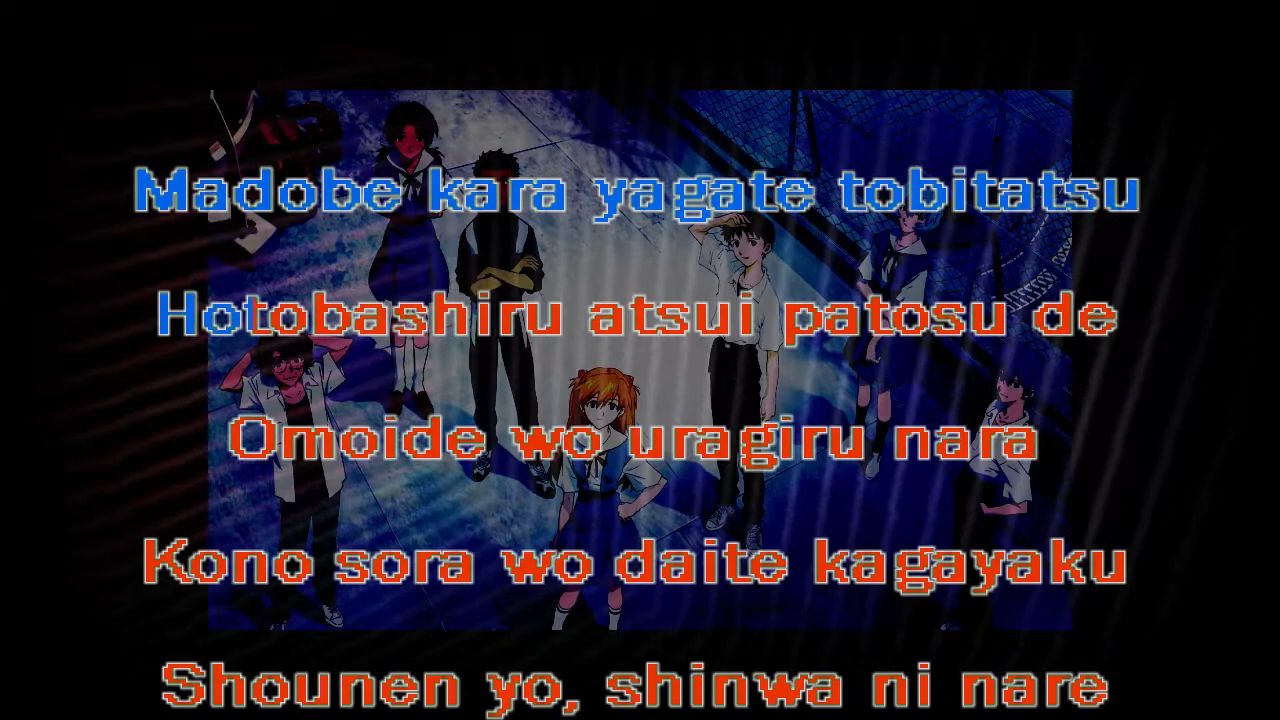 Madobe kara yagate tobitatsu
Hotobashiru atsui patosu de
Omoide wo uragiru nara
Kono sora wo daite kagayaku
Shounen yo, shinwa ni nare